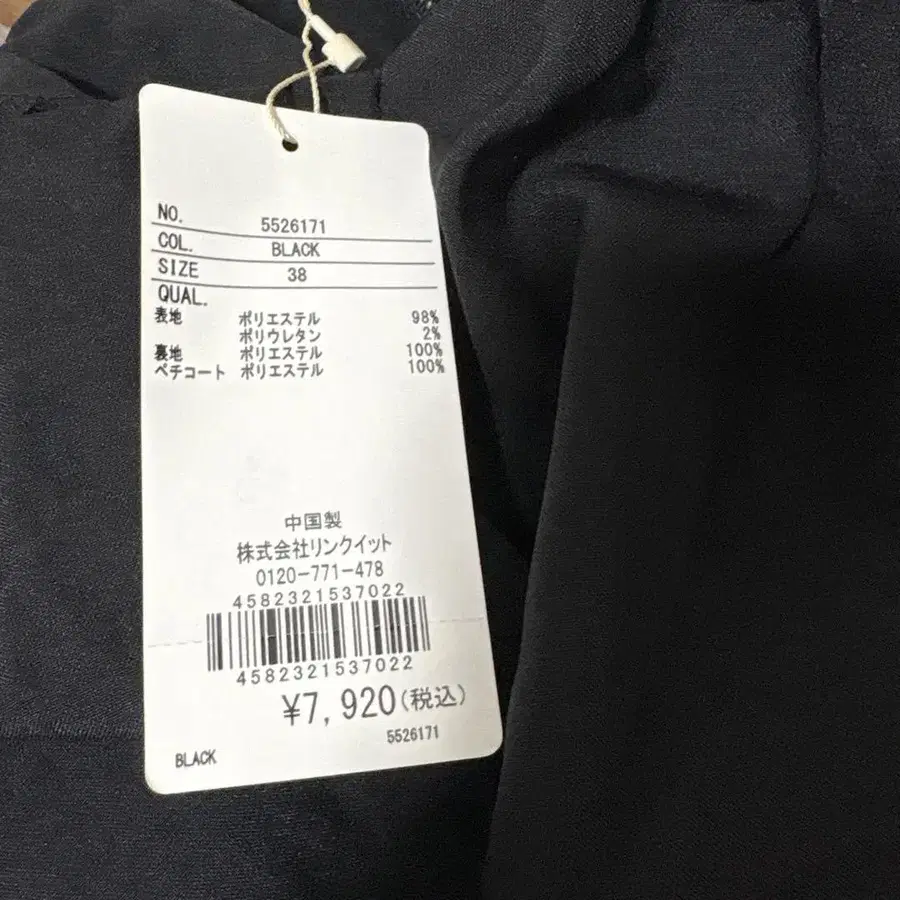 NO. 5526171
COL. BLACK
SIZE 38
QUAL.
表地 ポリエステル 98%
ポリウレタン 2%
裏地 ポリエステル 100%
ペチコート ポリエステル 100%
中国製
株式会社リンクイット
0120-771-478
4582321537022
4582321537022
¥7,920(税込)
5526171
BLACK